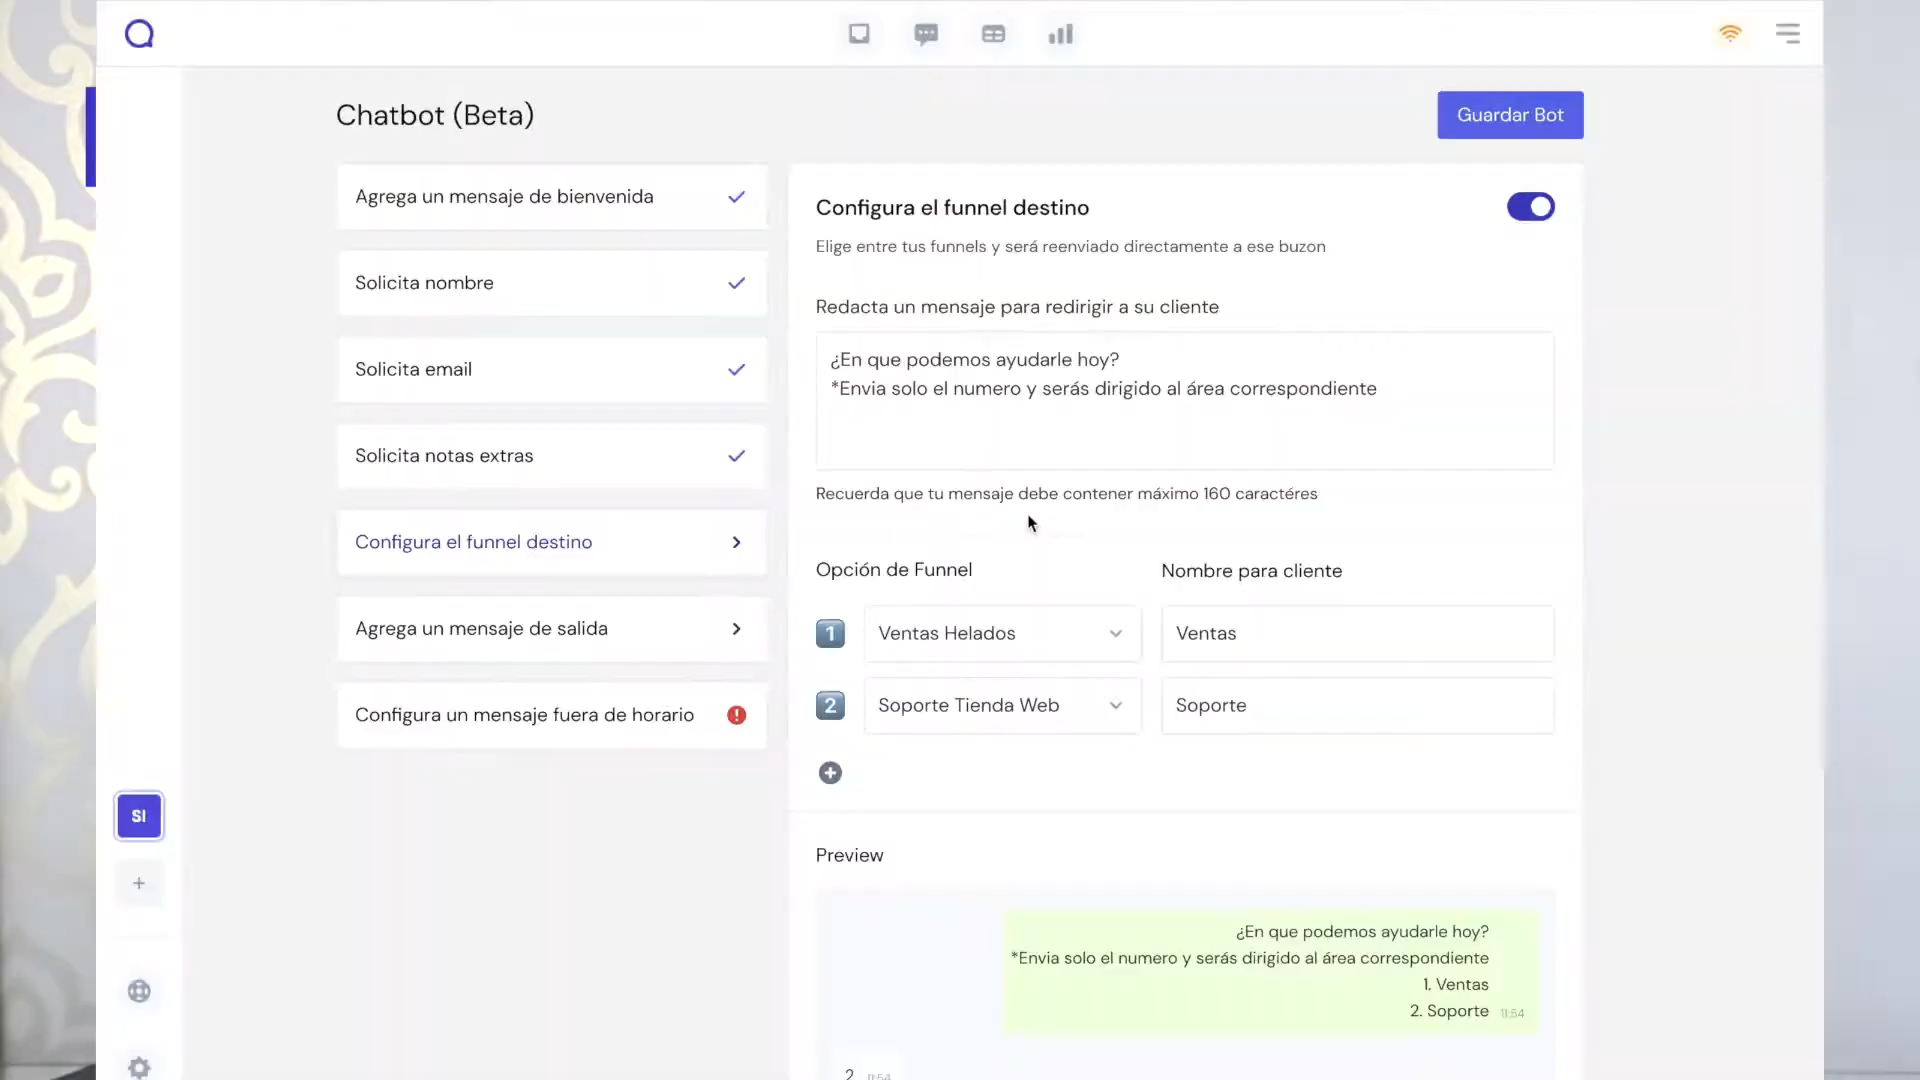 Chatbot (Beta)
Guardar Bot
Agrega un mensaje de bienvenida
Solicita nombre
Solicita email
Solicita notas extras
Configura el funnel destino
Agrega un mensaje de salida
Configura un mensaje fuera de horario
SI
Configura el funnel destino
Elige entre tus funnels y será reenviado directamente a ese buzon
Redacta un mensaje para redirigir a su cliente
¿En que podemos ayudarle hoy?
*Envia solo el numero y serás dirigido al área correspondiente
Recuerda que tu mensaje debe contener máximo 160 caractéres
Opción de Funnel
Nombre para cliente
1 Ventas Helados Ventas
2 Soporte Tienda Web Soporte
Preview
¿En que podemos ayudarle hoy?
*Envia solo el numero y serás dirigido al área correspondiente
1. Ventas
2. Soporte 11:54
2 11:54